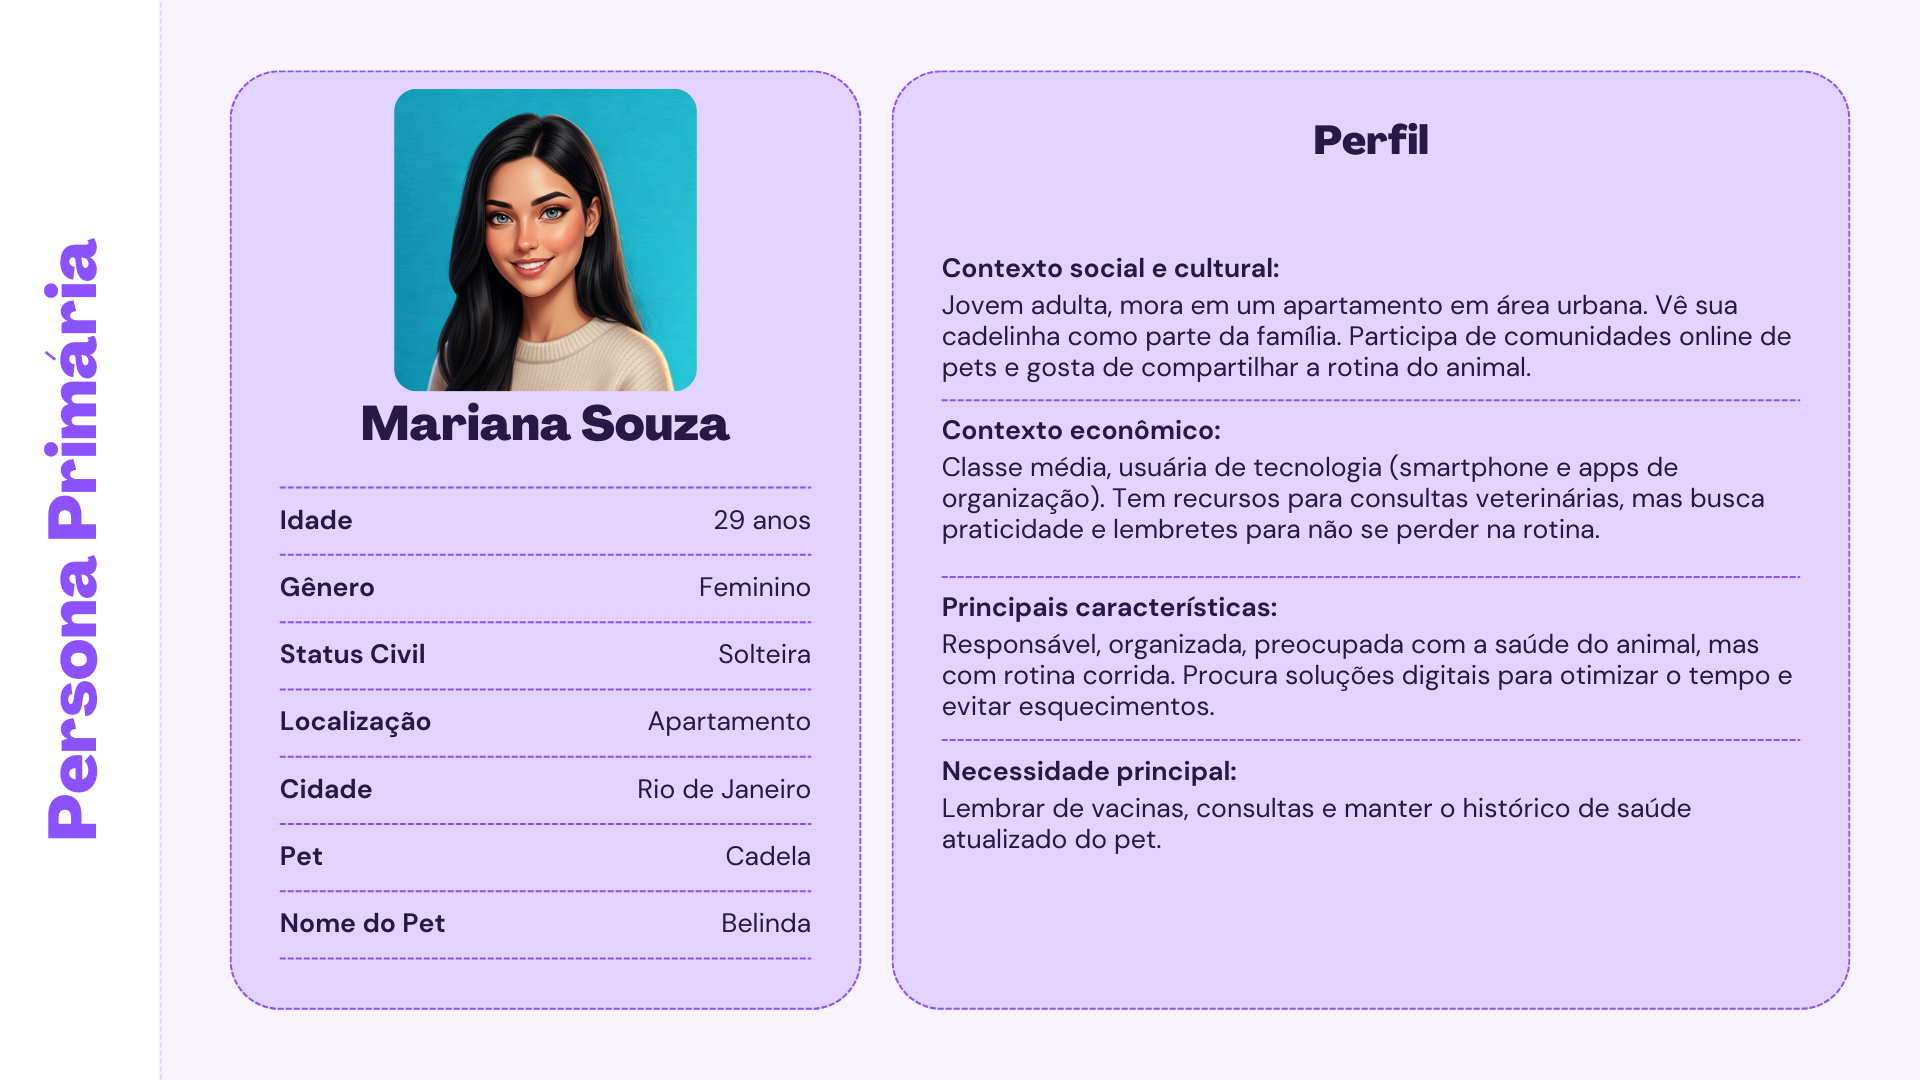 Persona Primária
Mariana Souza
Idade 29 anos
Gênero Feminino
Status Civil Solteira
Localização Apartamento
Cidade Rio de Janeiro
Pet Cadela
Nome do Pet Belinda
Perfil
Contexto social e cultural:
Jovem adulta, mora em um apartamento em área urbana. Vê sua
cadelinha como parte da família. Participa de comunidades online de
pets e gosta de compartilhar a rotina do animal.
Contexto econômico:
Classe média, usuária de tecnologia (smartphone e apps de
organização). Tem recursos para consultas veterinárias, mas busca
praticidade e lembretes para não se perder na rotina.
Principais características:
Responsável, organizada, preocupada com a saúde do animal, mas
com rotina corrida. Procura soluções digitais para otimizar o tempo e
evitar esquecimentos.
Necessidade principal:
Lembrar de vacinas, consultas e manter o histórico de saúde
atualizado do pet.